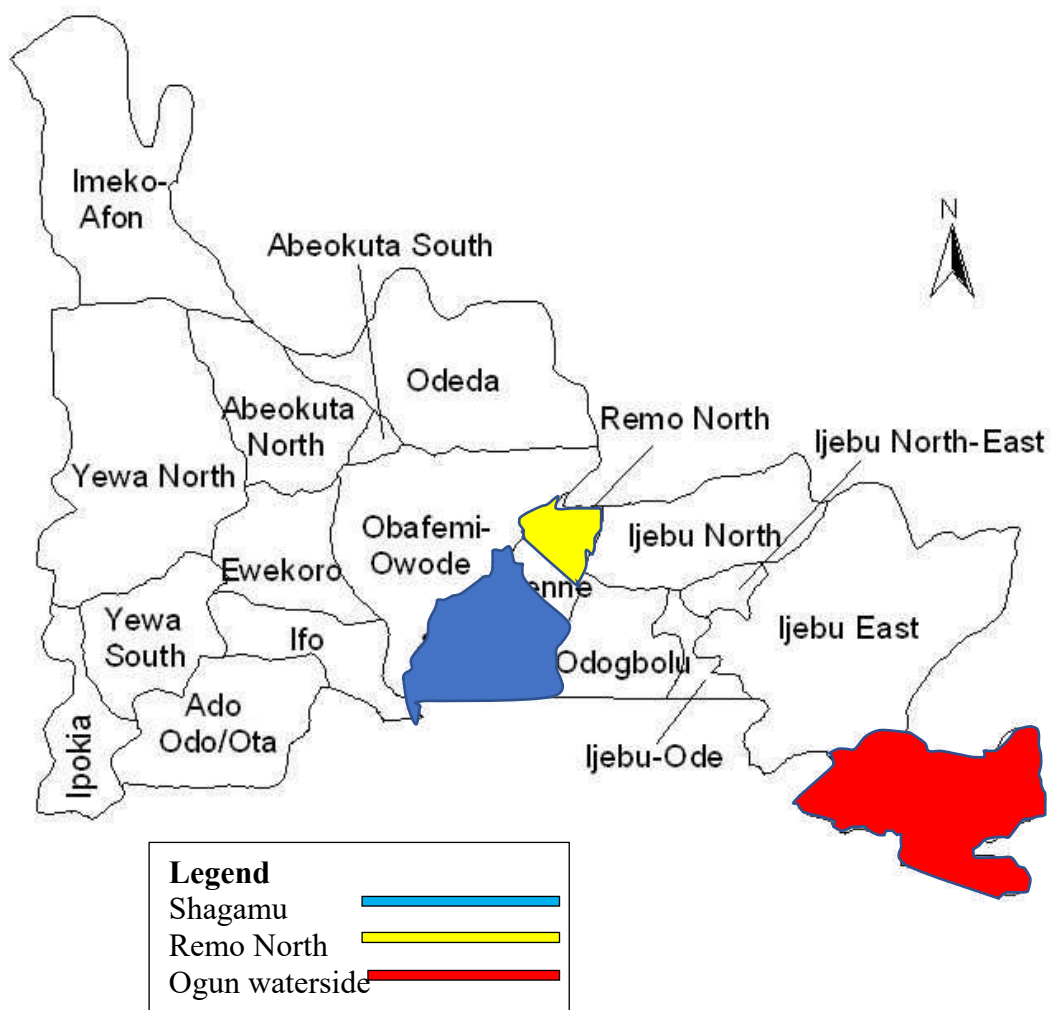 Imeko-
Afon
N
Abeokuta South
Odeda
Abeokuta
North
Remo North
Ijebu North-East
Yewa North
Obafemi-
Owode
Ijebu North
Ewekoro
enne
Yewa
South
Ifo
Ijebu East
Odogbolu
Ado
Odo/Ota
Ipokia
Ijebu-Ode
Legend
Shagamu
Remo North
Ogun waterside